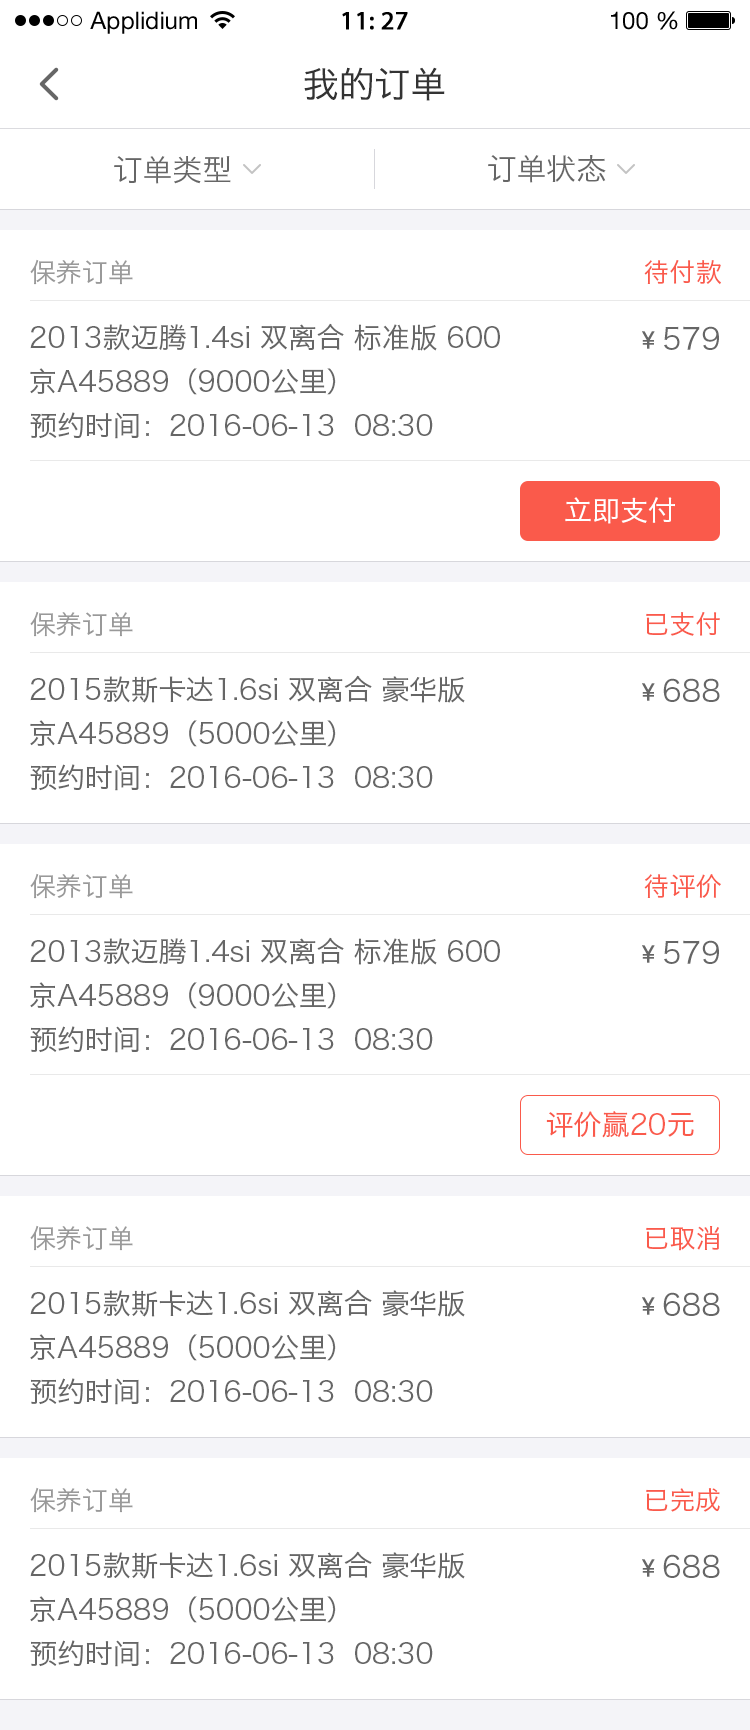 Applidium 11:27 100 %
我的订单
订单类型 订单状态
保养订单 待付款
2013款迈腾1.4si 双离合 标准版 600 ¥579
京A45889（9000公里）
预约时间：2016-06-13 08:30
立即支付
保养订单 已支付
2015款斯卡达1.6si 双离合 豪华版 ¥688
京A45889（5000公里）
预约时间：2016-06-13 08:30
保养订单 待评价
2013款迈腾1.4si 双离合 标准版 600 ¥579
京A45889（9000公里）
预约时间：2016-06-13 08:30
评价赢20元
保养订单 已取消
2015款斯卡达1.6si 双离合 豪华版 ¥688
京A45889（5000公里）
预约时间：2016-06-13 08:30
保养订单 已完成
2015款斯卡达1.6si 双离合 豪华版 ¥688
京A45889（5000公里）
预约时间：2016-06-13 08:30